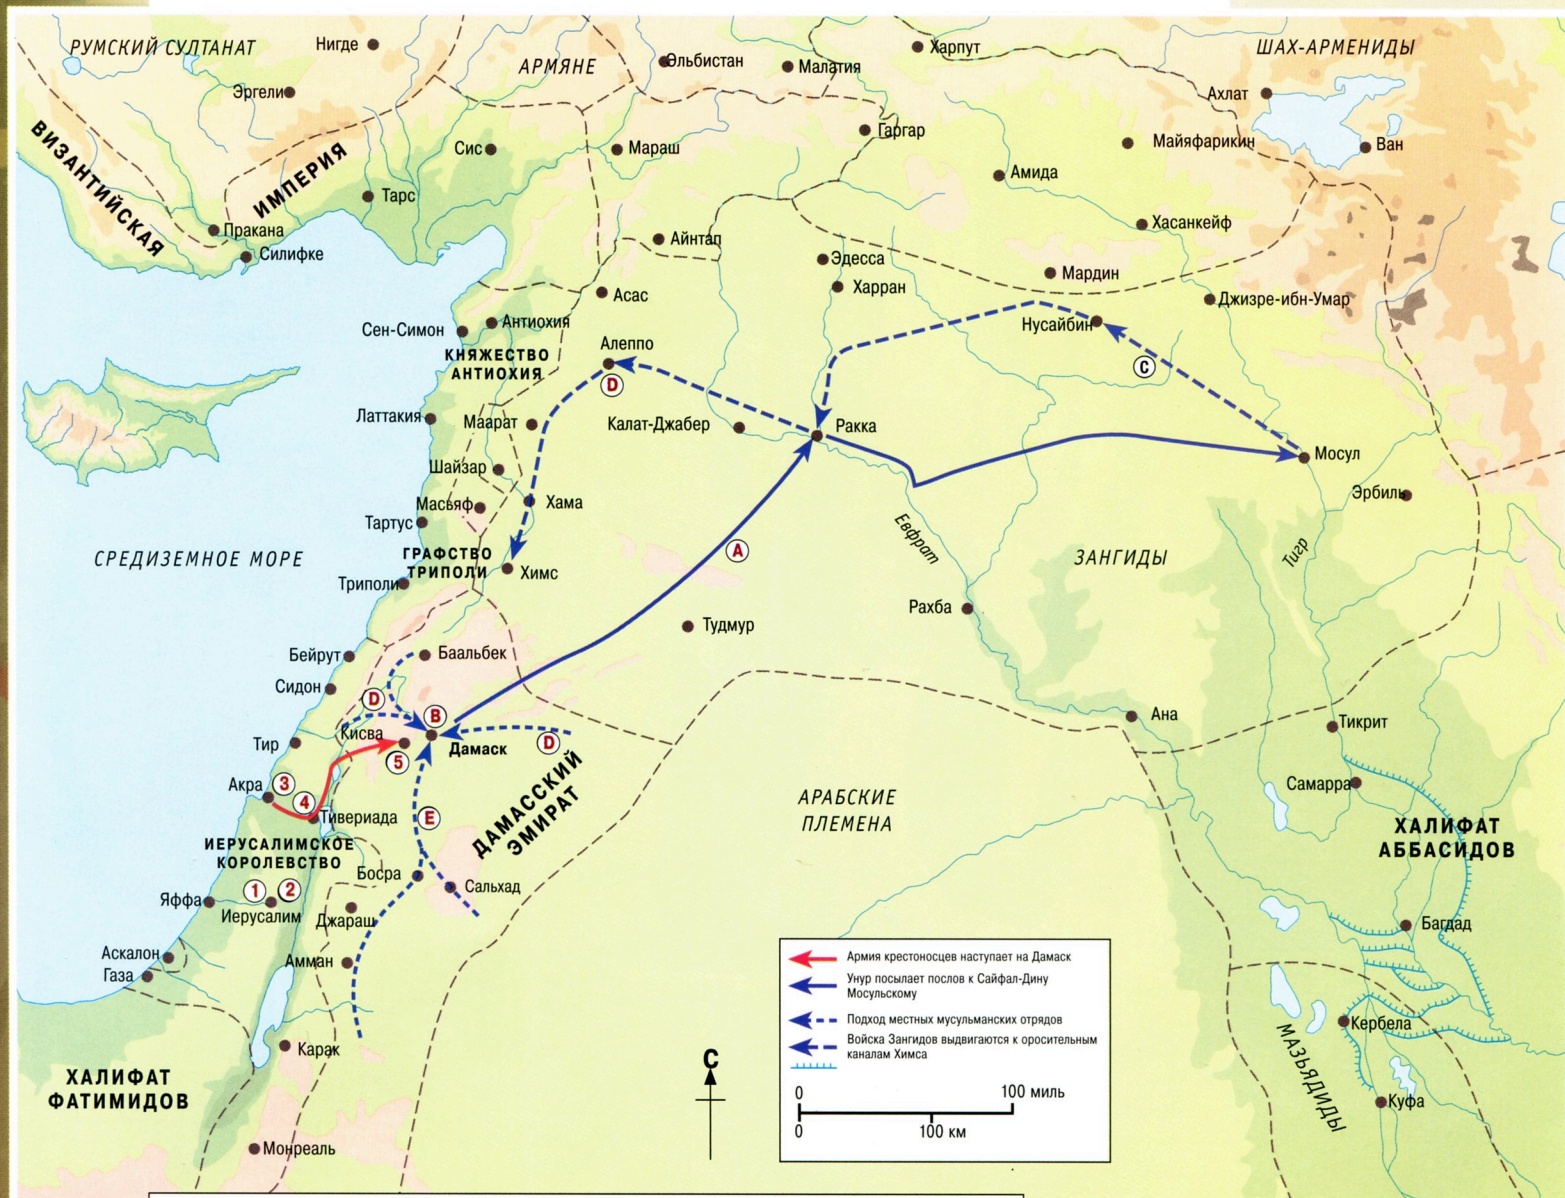 РУМСКИЙ СУЛТАНАТ
Нигде
АРМЯНЕ
Эльбистан
Малатия
Харпут
ШАХ-АРМЕНИДЫ
Эргели
Ахлат
ВИЗАНТИЙСКАЯ
ИМПЕРИЯ
Сис
Мараш
Гаргар
Майяфарикин
Ван
Амида
Тарс
Пракана
Силифке
Айнтап
Хасанкейф
Эдесса
Харран
Мардин
Асас
Джизре-ибн-Умар
Сен-Симон
Антиохия
Нусайбин
Алеппо
КНЯЖЕСТВО
АНТИОХИЯ
D
C
Латтакия
Маарат
Калат-Джабер
Ракка
Мосул
Шайзар
Масьяф
Хама
Эрбиль
Тартус
Евфрат
Тигр
СРЕДИЗЕМНОЕ МОРЕ
ГРАФСТВО
ТРИПОЛИ
A
ЗАНГИДЫ
Триполи
Химс
Рахба
Тудмур
Бейрут
Баальбек
Сидон
D
B
Ана
Тикрит
Тир
Кисва
Дамаск
D
5
Акра
3
4
Тивериада
E
ДАМАССКИЙ
ЭМИРАТ
АРАБСКИЕ
ПЛЕМЕНА
Самарра
ХАЛИФАТ
АББАСИДОВ
ИЕРУСАЛИМСКОЕ
КОРОЛЕВСТВО
Босра
Сальхад
Яффа
1
2
Иерусалим
Джараш
Багдад
Аскалон
Газа
Амман
Армия крестоносцев наступает на Дамаск
Унур посылает послов к Сайфал-Дину
Мосульскому
Подход местных мусульманских отрядов
Войска Зангидов выдвигаются к оросительным
каналам Химса
0
100 миль
0
100 км
С
Карак
Кербела
МАЗЬЯДИДЫ
ХАЛИФАТ
ФАТИМИДОВ
Куфа
Монреаль